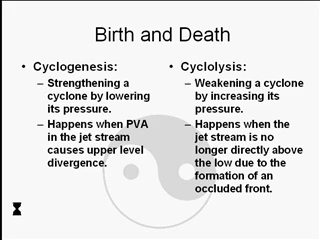 Birth and Death
• Cyclogenesis:
– Strengthening a
cyclone by lowering
its pressure.
– Happens when PVA
in the jet stream
causes upper level
divergence.
• Cyclolysis:
– Weakening a cyclone
by increasing its
pressure.
– Happens when the
jet stream is no
longer directly above
the low due to the
formation of an
occluded front.